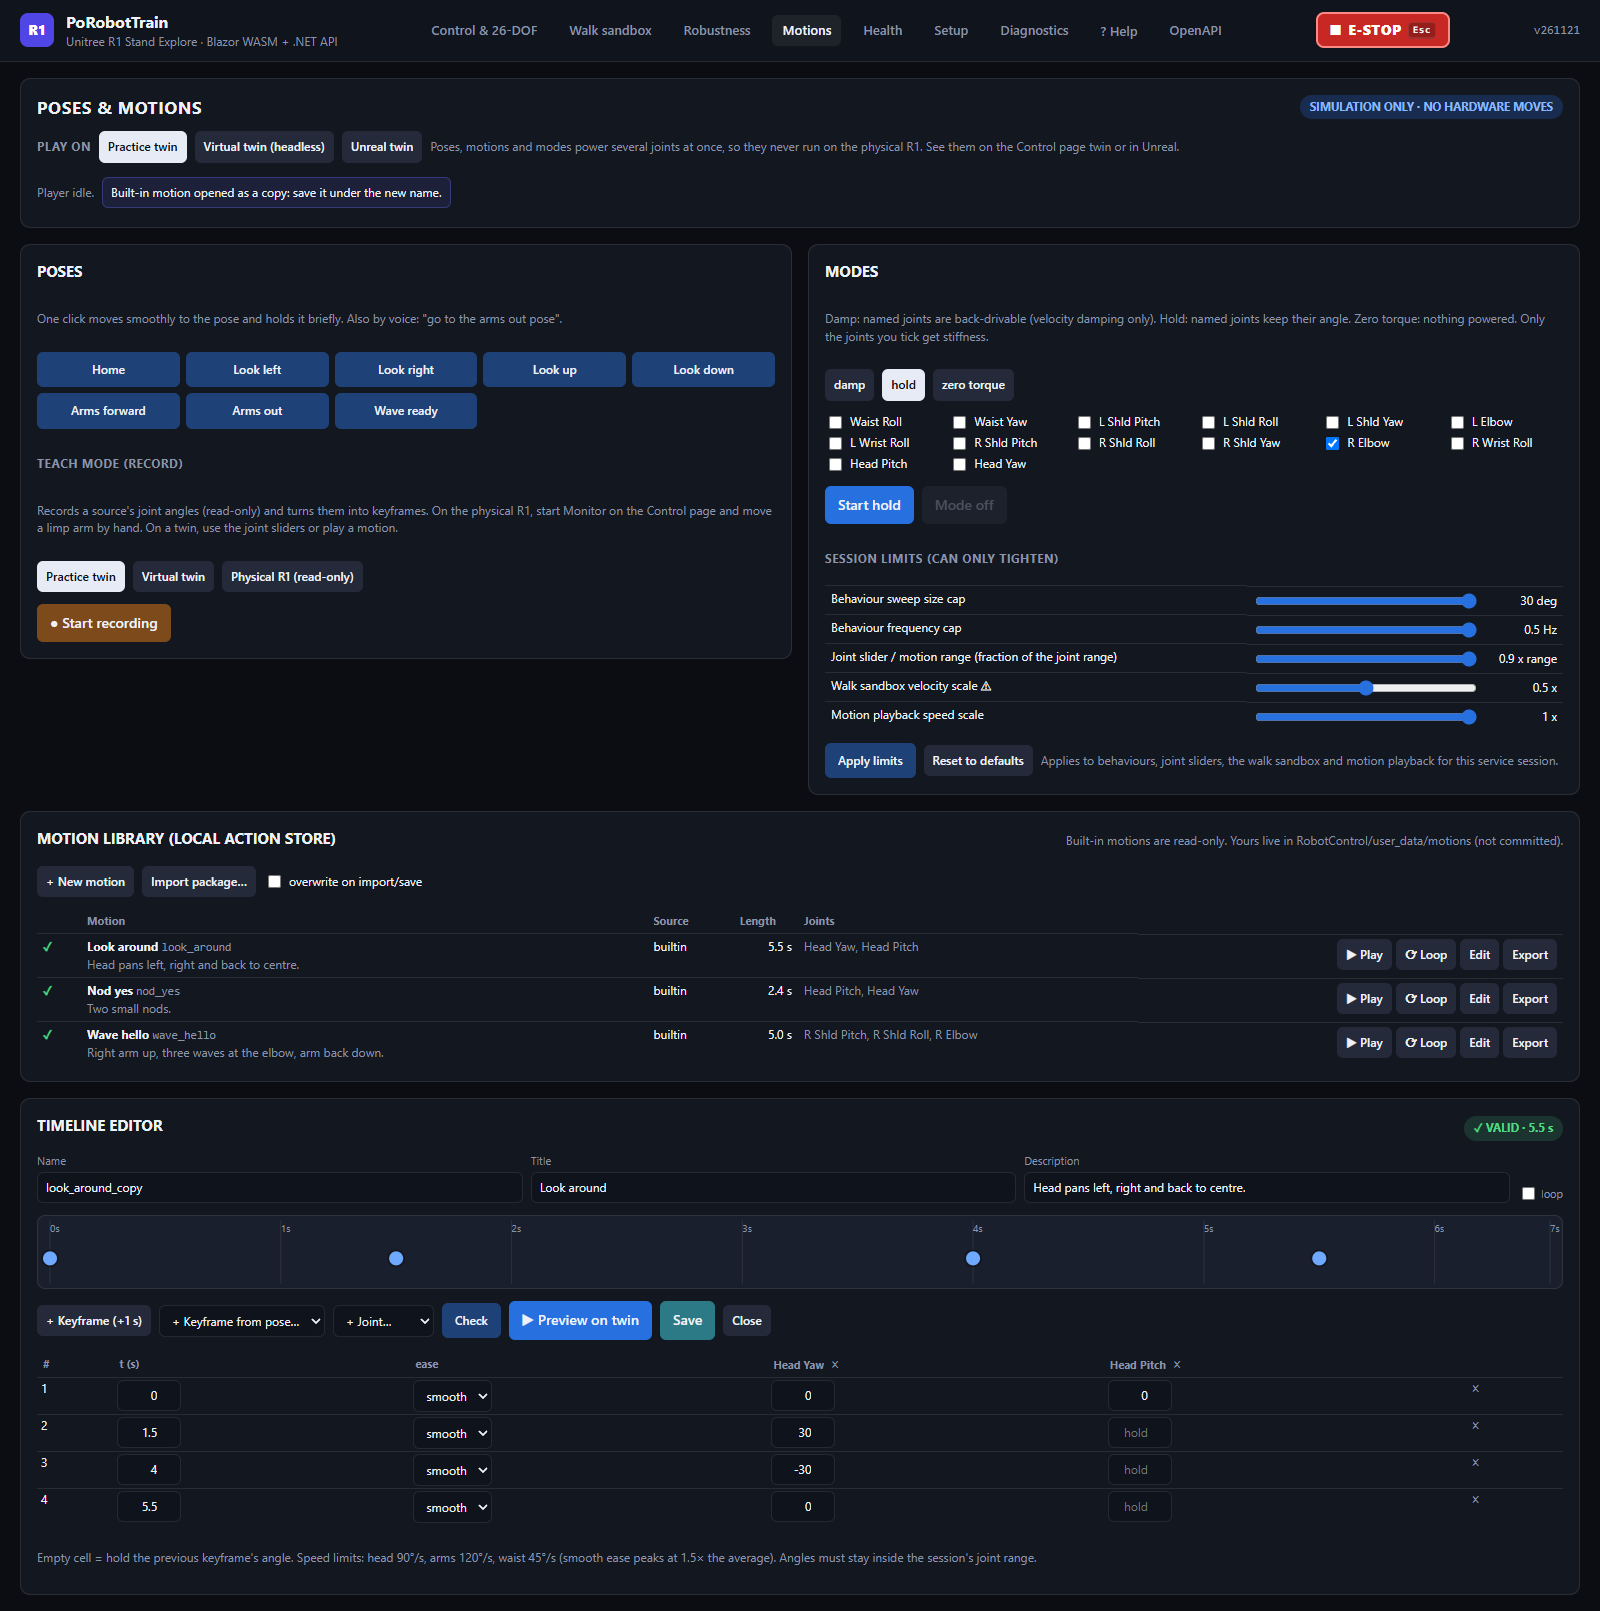 R1
PoRobotTrain
Unitree R1 Stand Explore · Blazor WASM + .NET API
Control & 26-DOF
Walk sandbox
Robustness
Motions
Health
Setup
Diagnostics
? Help
OpenAPI
E-STOP Esc
v261121
POSES & MOTIONS
SIMULATION ONLY · NO HARDWARE MOVES
PLAY ON
Practice twin
Virtual twin (headless)
Unreal twin
Poses, motions and modes power several joints at once, so they never run on the physical R1. See them on the Control page twin or in Unreal.
Player idle.
Built-in motion opened as a copy: save it under the new name.
POSES
One click moves smoothly to the pose and holds it briefly. Also by voice: "go to the arms out pose".
Home
Look left
Look right
Look up
Look down
Arms forward
Arms out
Wave ready
TEACH MODE (RECORD)
Records a source's joint angles (read-only) and turns them into keyframes. On the physical R1, start Monitor on the Control page and move
a limp arm by hand. On a twin, use the joint sliders or play a motion.
Practice twin
Virtual twin
Physical R1 (read-only)
● Start recording
MODES
Damp: named joints are back-drivable (velocity damping only). Hold: named joints keep their angle. Zero torque: nothing powered. Only
the joints you tick get stiffness.
damp
hold
zero torque
Waist Roll
Waist Yaw
L Shld Pitch
L Shld Roll
L Shld Yaw
L Elbow
L Wrist Roll
R Shld Pitch
R Shld Roll
R Shld Yaw
R Elbow
R Wrist Roll
Head Pitch
Head Yaw
Start hold
Mode off
SESSION LIMITS (CAN ONLY TIGHTEN)
Behaviour sweep size cap 30 deg
Behaviour frequency cap 0.5 Hz
Joint slider / motion range (fraction of the joint range) 0.9 x range
Walk sandbox velocity scale ⚠ 0.5 x
Motion playback speed scale 1 x
Apply limits
Reset to defaults
Applies to behaviours, joint sliders, the walk sandbox and motion playback for this service session.
MOTION LIBRARY (LOCAL ACTION STORE)
Built-in motions are read-only. Yours live in RobotControl/user_data/motions (not committed).
+ New motion
Import package...
overwrite on import/save
Motion Source Length Joints
✓ Look around look_around builtin 5.5 s Head Yaw, Head Pitch ▶ Play ⟳ Loop Edit Export
Head pans left, right and back to centre.
✓ Nod yes nod_yes builtin 2.4 s Head Pitch, Head Yaw ▶ Play ⟳ Loop Edit Export
Two small nods.
✓ Wave hello wave_hello builtin 5.0 s R Shld Pitch, R Shld Roll, R Elbow ▶ Play ⟳ Loop Edit Export
Right arm up, three waves at the elbow, arm back down.
TIMELINE EDITOR
✓ VALID · 5.5 s
Name Title Description
look_around_copy Look around Head pans left, right and back to centre. loop
0s 1s 2s 3s 4s 5s 6s 7s
+ Keyframe (+1 s)
+ Keyframe from pose...
+ Joint...
Check
▶ Preview on twin
Save
Close
# t (s) ease Head Yaw x Head Pitch x
1 0 smooth 0 0 x
2 1.5 smooth 30 hold x
3 4 smooth -30 hold x
4 5.5 smooth 0 hold x
Empty cell = hold the previous keyframe's angle. Speed limits: head 90°/s, arms 120°/s, waist 45°/s (smooth ease peaks at 1.5× the average). Angles must stay inside the session's joint range.